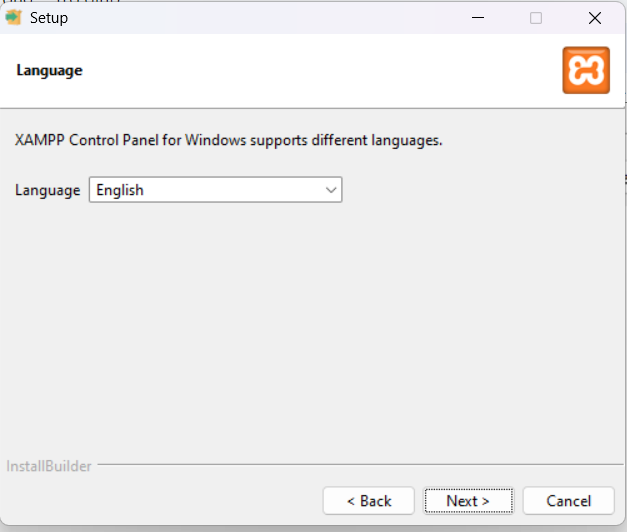 Setup
Language
XAMPP Control Panel for Windows supports different languages.
Language English
InstallBuilder
< Back Next > Cancel